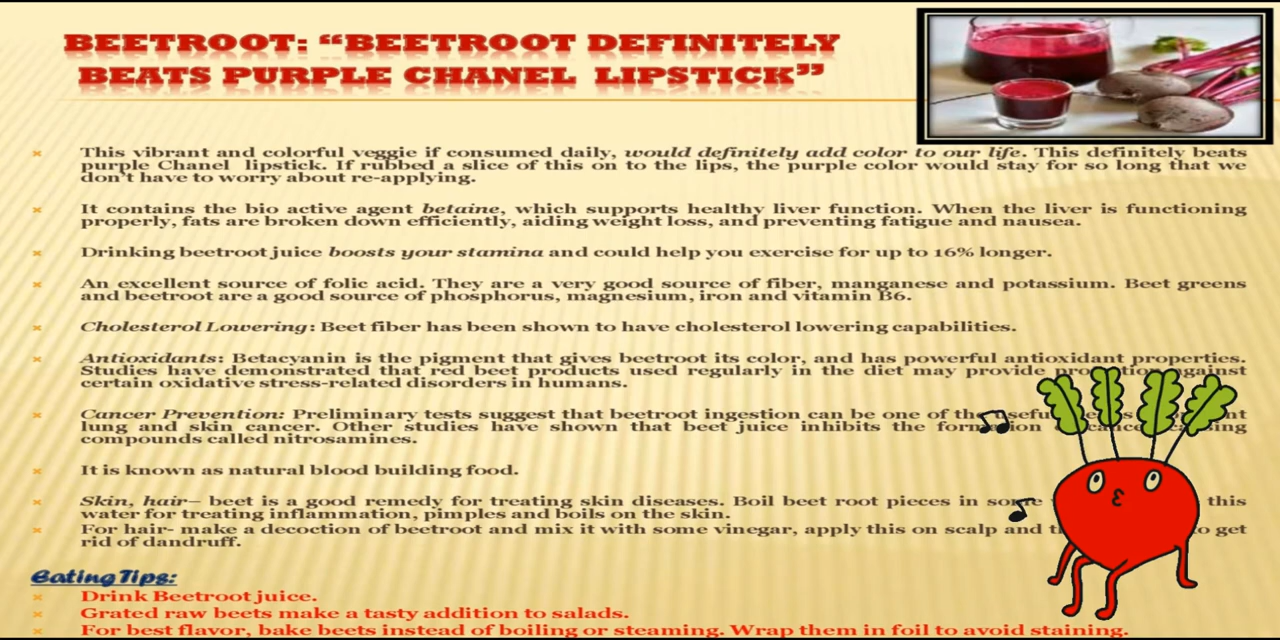 BEETROOT: “BEETROOT DEFINITELY
BEATS PURPLE CHANEL LIPSTICK”
This vibrant and colorful veggie if consumed daily, would definitely add color to our life. This definitely beats
purple Chanel lipstick. If rubbed a slice of this on to the lips, the purple color would stay for so long that we
don’t have to worry about re-applying.
It contains the bio active agent betaine, which supports healthy liver function. When the liver is functioning
properly, fats are broken down efficiently, aiding weight loss, and preventing fatigue and nausea.
Drinking beetroot juice boosts your stamina and could help you exercise for up to 16% longer.
An excellent source of folic acid. They are a very good source of fiber, manganese and potassium. Beet greens
and beetroot are a good source of phosphorus, magnesium, iron and vitamin B6.
Cholesterol Lowering: Beet fiber has been shown to have cholesterol lowering capabilities.
Antioxidants: Betacyanin is the pigment that gives beetroot its color, and has powerful antioxidant properties.
Studies have demonstrated that red beet products used regularly in the diet may provide protection against
certain oxidative stress-related disorders in humans.
Cancer Prevention: Preliminary tests suggest that beetroot ingestion can be one of the useful
lung and skin cancer. Other studies have shown that beet juice inhibits the formation
compounds called nitrosamines.
It is known as natural blood building food.
Skin, hair– beet is a good remedy for treating skin diseases. Boil beet root pieces in some this
water for treating inflammation, pimples and boils on the skin.
For hair- make a decoction of beetroot and mix it with some vinegar, apply this on scalp and to get
rid of dandruff.
Eating Tips:
Drink Beetroot juice.
Grated raw beets make a tasty addition to salads.
For best flavor, bake beets instead of boiling or steaming. Wrap them in foil to avoid staining.